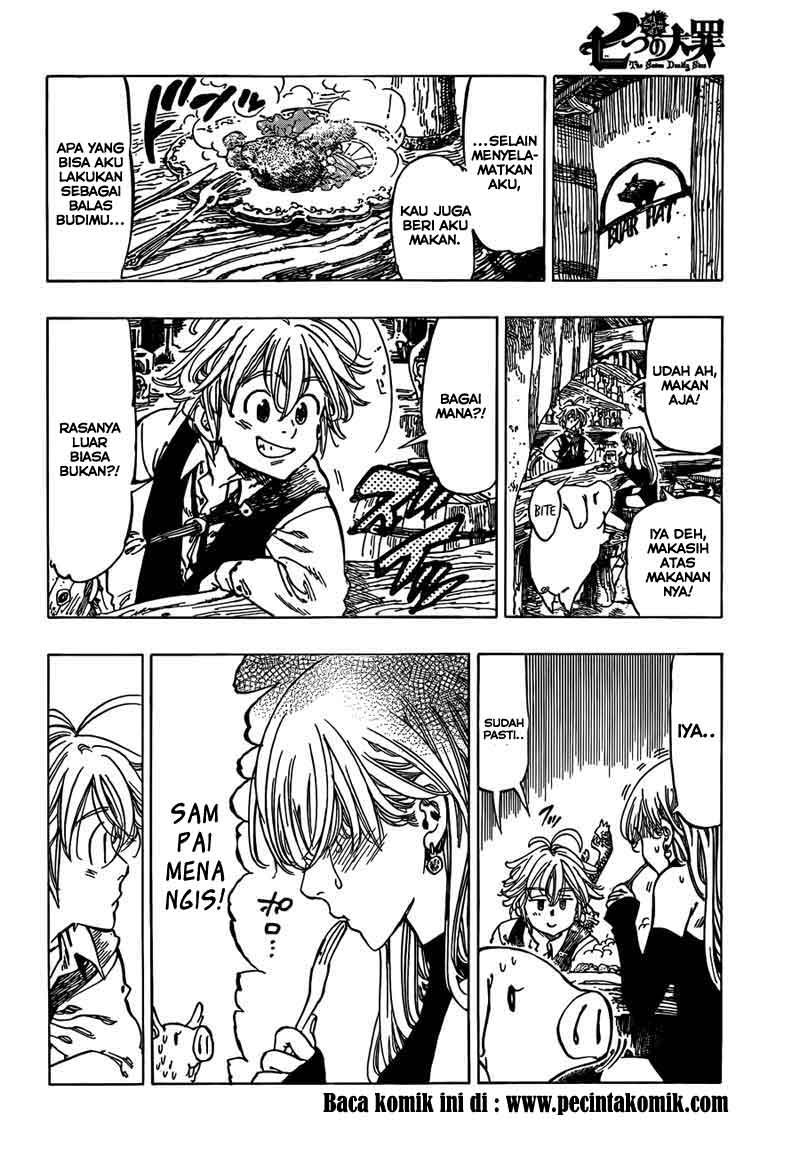 七つの大罪
The Seven Deadly Sins
BOAR HAT
...SELAIN
MENYELA-
MATKAN
AKU,
KAU JUGA
BERI AKU
MAKAN.
ドドン
APA YANG
BISA AKU
LAKUKAN
SEBAGAI
BALAS
BUDIMU...
UDAH AH,
MAKAN
AJA!
BITE
IYA DEH,
MAKASIH
ATAS
MAKANAN
NYA!
BAGAI
MANA?!
RASANYA
LUAR
BIASA
BUKAN?!
IYA..
SUDAH
PASTI..
SAM
PAI
MENA
NGIS!
ポロ...
Baca komik ini di : www.pecintakomik.com